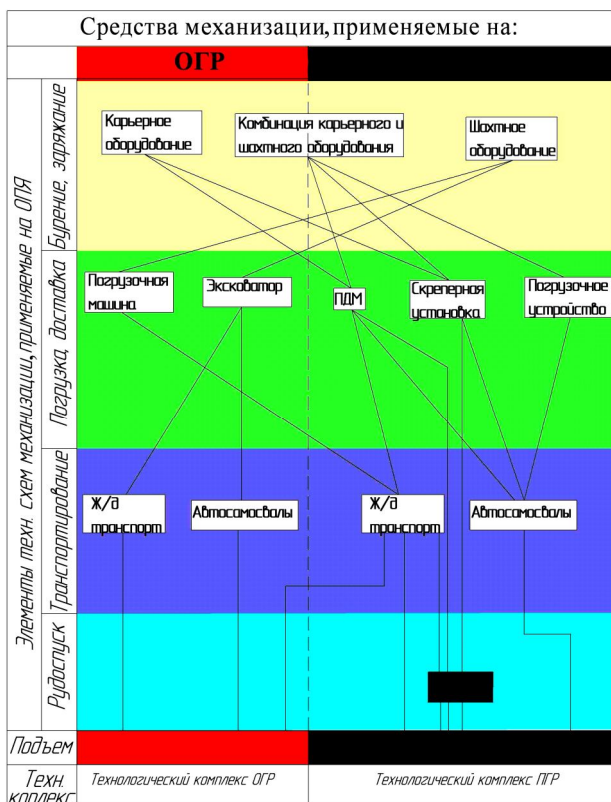 Средства механизации, применяемые на:
ОГР
Элементы техн. схем механизации, применяемые на ОПЯ
Бурение, заряжание
Карьерное
оборудование
Комбинация карьерного и
шахтного оборудования
Шахтное
оборудование
Погрузка, доставка
Погрузочная
машина
Эксковатор
ПДМ
Скреперная
установка
Погрузочное
устройство
Транспортирование
Ж/д
транспорт
Автосамосвалы
Ж/д
транспорт
Автосамосвалы
Рудоспуск
Подъем
Техн.
коплекс
Технологический комплекс ОГР
Технологический комплекс ПГР